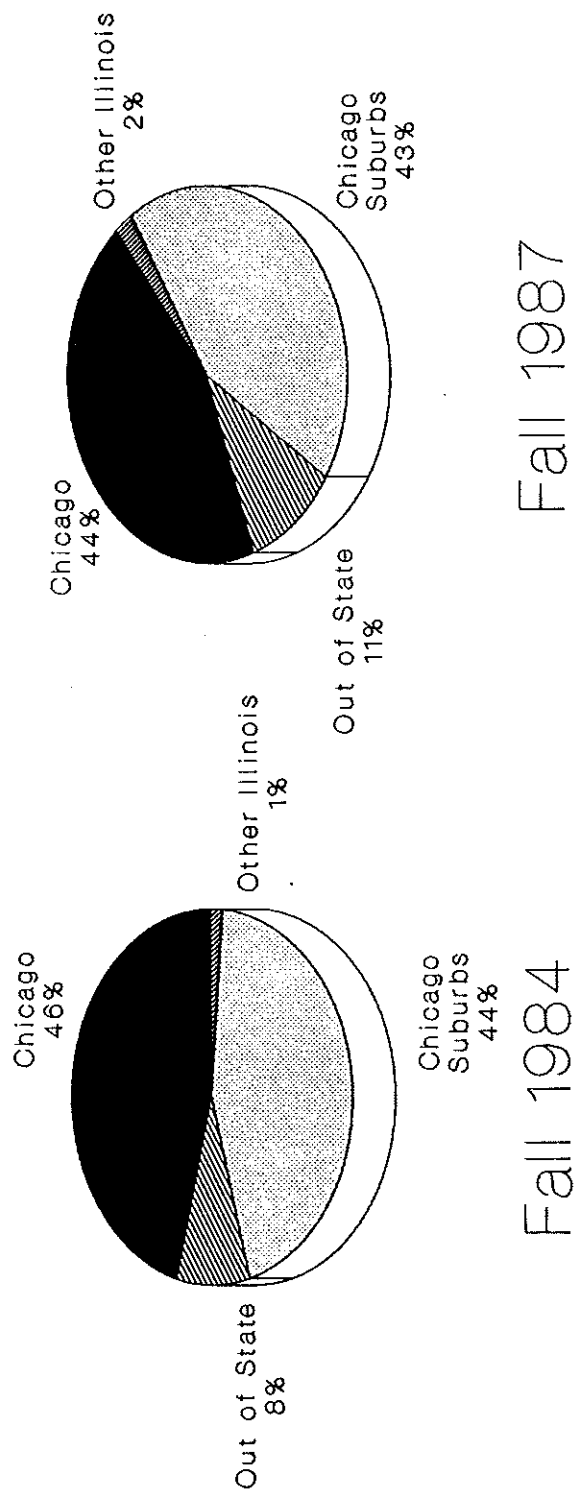 Chicago
46%
Other Illinois
1%
Chicago
Suburbs
44%
Out of State
8%
Fall 1984
Chicago
44%
Other Illinois
2%
Chicago
Suburbs
43%
Out of State
11%
Fall 1987